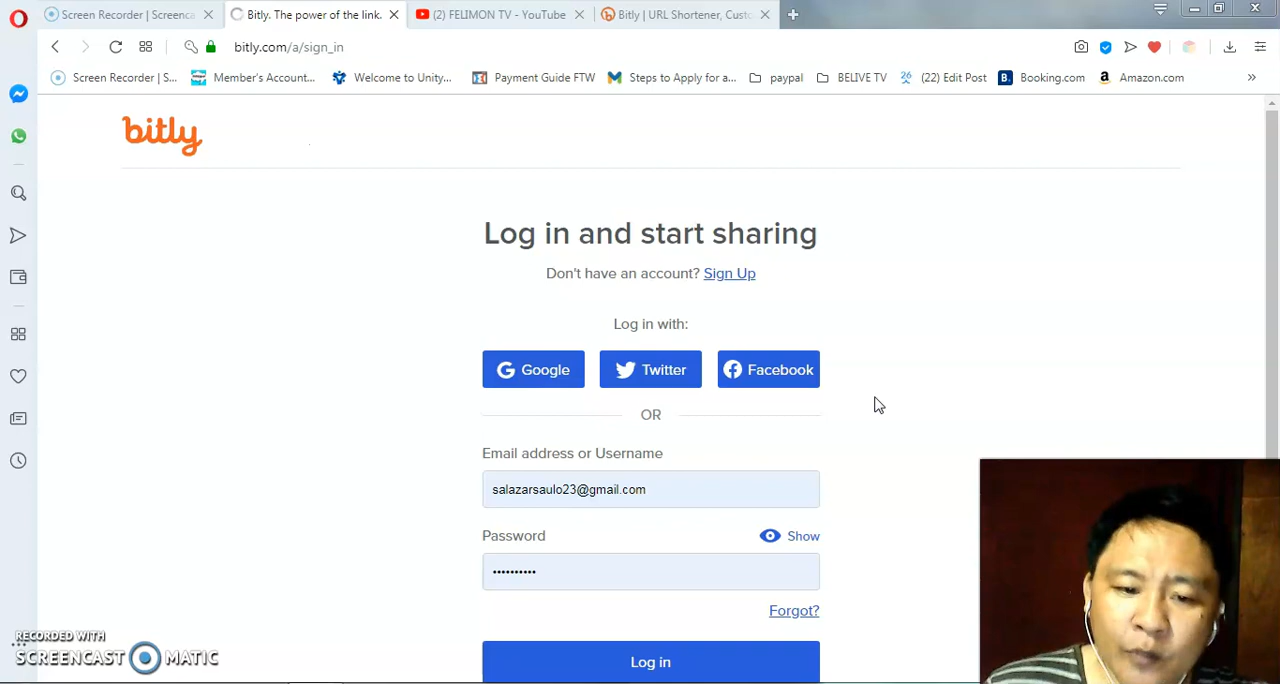 Screen Recorder | Screenca
Bitly. The power of the link.
(2) FELIMON - YouTube
Bitly | URL Shortener, Custo
bitly.com/a/sign_in
Screen Recorder | S...
Member's Account...
Welcome to Unity...
Payment Guide FTW
Steps to Apply for a...
paypal
BELIVE TV
26
(22) Edit Post
B.
Booking.com
a
Amazon.com
»
bitly
Log in and start sharing
Don't have an account? Sign Up
Log in with:
G Google
Twitter
Facebook
OR
Email address or Username
salazarsaulo23@gmail.com
Password
Show
••••••••••
Forgot?
Log in
RECORDED WITH
SCREENCAST MATIC